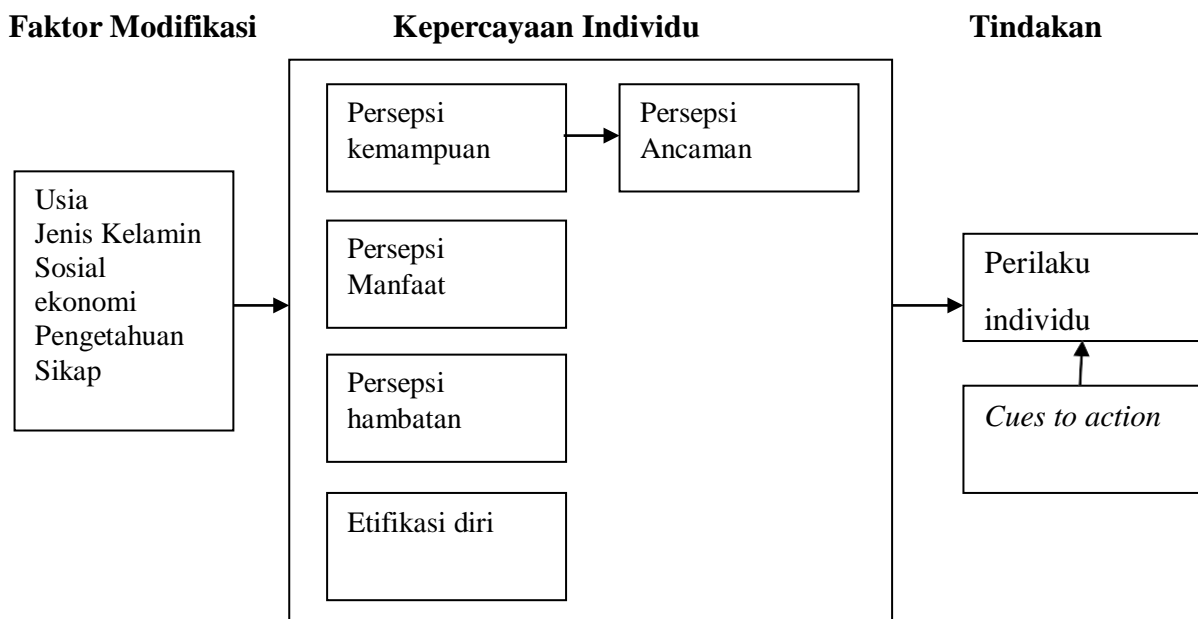 Faktor Modifikasi
Kepercayaan Individu
Tindakan
Usia
Jenis Kelamin
Sosial
ekonomi
Pengetahuan
Sikap
Persepsi
kemampuan
Persepsi
Ancaman
Persepsi
Manfaat
Persepsi
hambatan
Etifikasi diri
Perilaku
individu
Cues to action